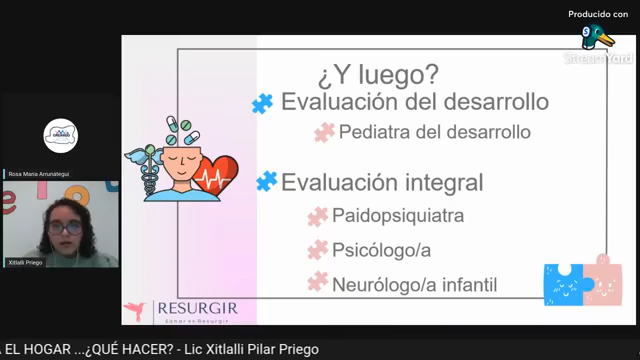 Producido con
StreamYard
¿Y luego?
Evaluación del desarrollo
Pediatra del desarrollo
Evaluación integral
Paidopsiquiatra
Psicólogo/a
Neurólogo/a infantil
Rosa Maria Arrunátegui
Xitlalli Priego
RESURGIR
Sanar es Resurgir
A EL HOGAR ...¿QUÉ HACER? - Lic Xitlalli Pilar Priego